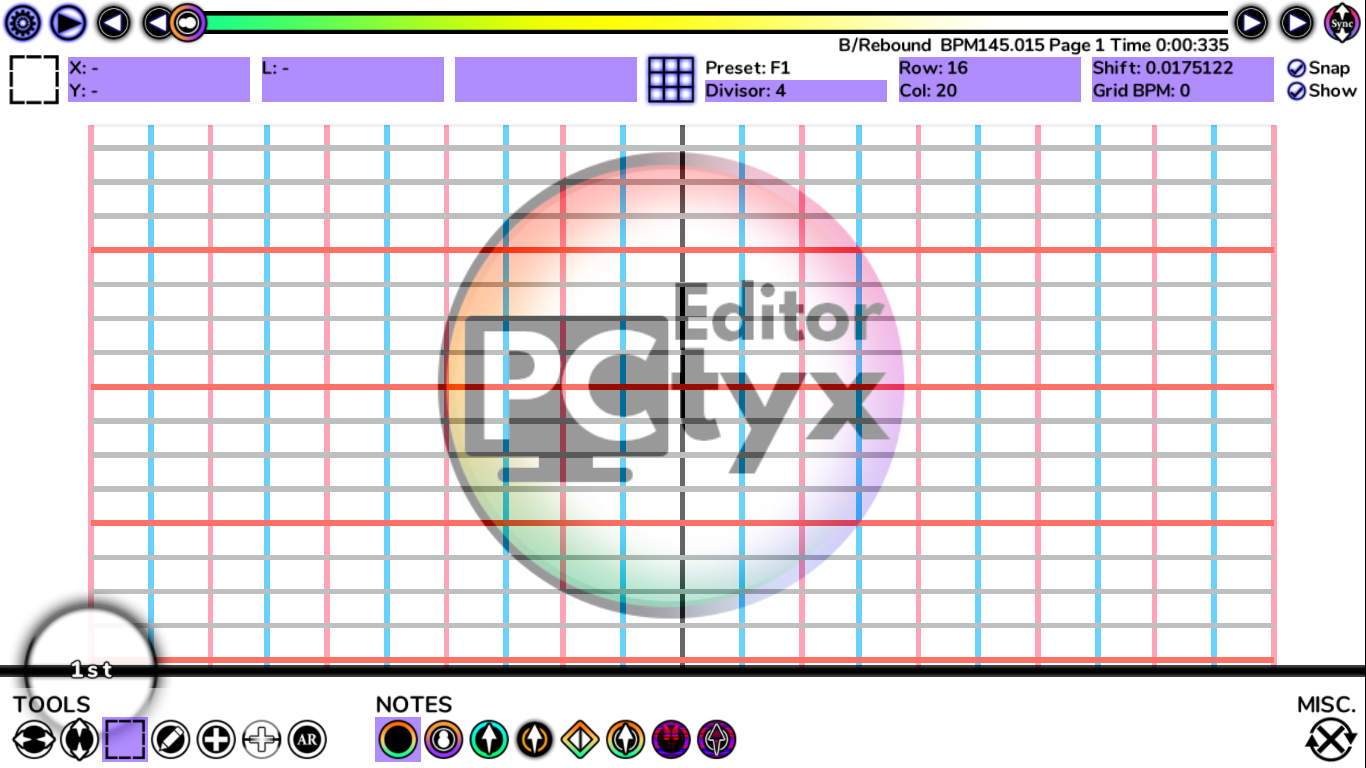 Sync
B/Rebound BPM145.015 Page 1 Time 0:00:335
X: -
Y: -
L: -
Preset: F1
Divisor: 4
Row: 16
Col: 20
Shift: 0.0175122
Grid BPM: 0
Snap
Show
Editor
PCtyx
1st
TOOLS
NOTES
MISC.
AR